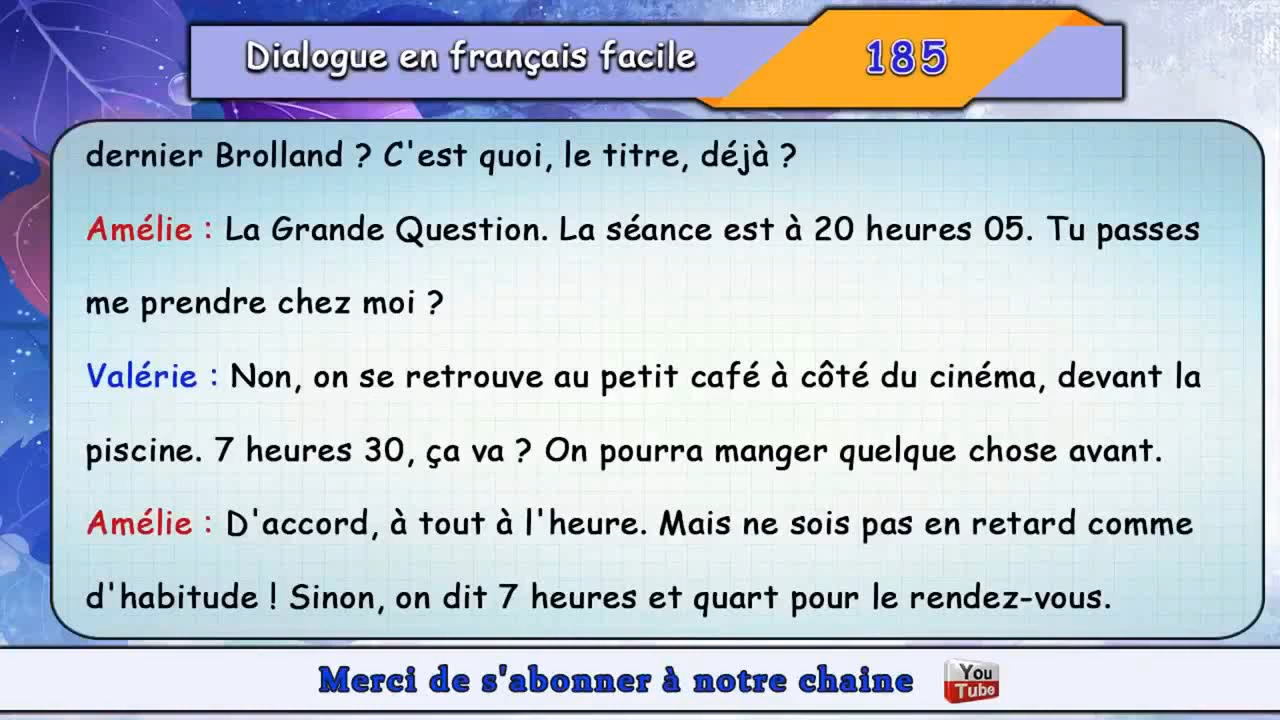 Dialogue en français facile
185
dernier Brolland ? C'est quoi, le titre, déjà ?
Amélie : La Grande Question. La séance est à 20 heures 05. Tu passes
me prendre chez moi ?
Valérie : Non, on se retrouve au petit café à côté du cinéma, devant la
piscine. 7 heures 30, ça va ? On pourra manger quelque chose avant.
Amélie : D'accord, à tout à l'heure. Mais ne sois pas en retard comme
d'habitude ! Sinon, on dit 7 heures et quart pour le rendez-vous.
Merci de s'abonner à notre chaine
You
Tube